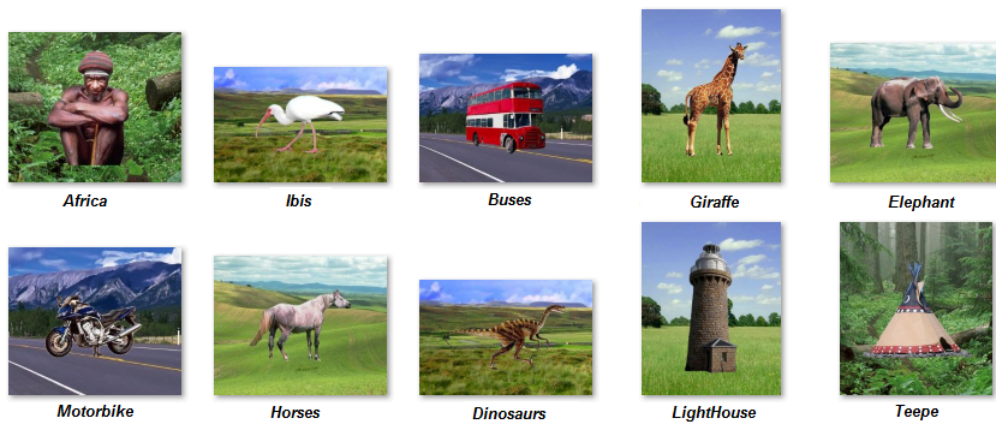 Africa
Ibis
Buses
Giraffe
Elephant
Motorbike
Horses
Dinosaurs
LightHouse
Teepe